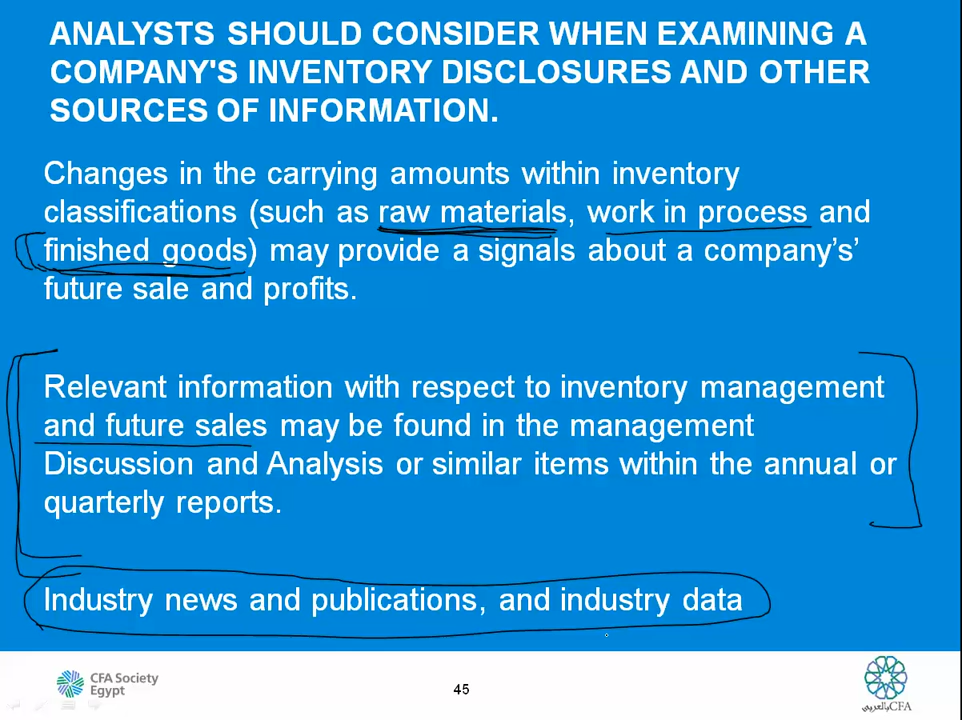 ANALYSTS SHOULD CONSIDER WHEN EXAMINING A
COMPANY'S INVENTORY DISCLOSURES AND OTHER
SOURCES OF INFORMATION.
Changes in the carrying amounts within inventory
classifications (such as raw materials, work in process and
finished goods) may provide a signals about a company’s’
future sale and profits.
Relevant information with respect to inventory management
and future sales may be found in the management
Discussion and Analysis or similar items within the annual or
quarterly reports.
Industry news and publications, and industry data
CFA Society
Egypt
45
CFAبالعربي